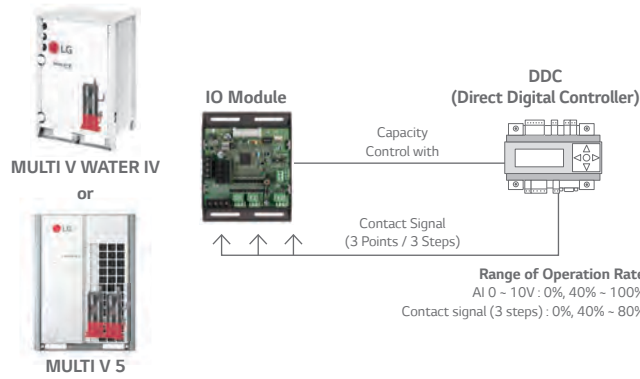 LG
MULTI V WATER IV
or
LG
MULTI V 5
IO Module
Capacity
Control with
Contact Signal
(3 Points / 3 Steps)
DDC
(Direct Digital Controller)
Range of Operation Rate
AI 0 ~ 10V : 0%, 40% ~ 100%
Contact signal (3 steps) : 0%, 40% ~ 80%